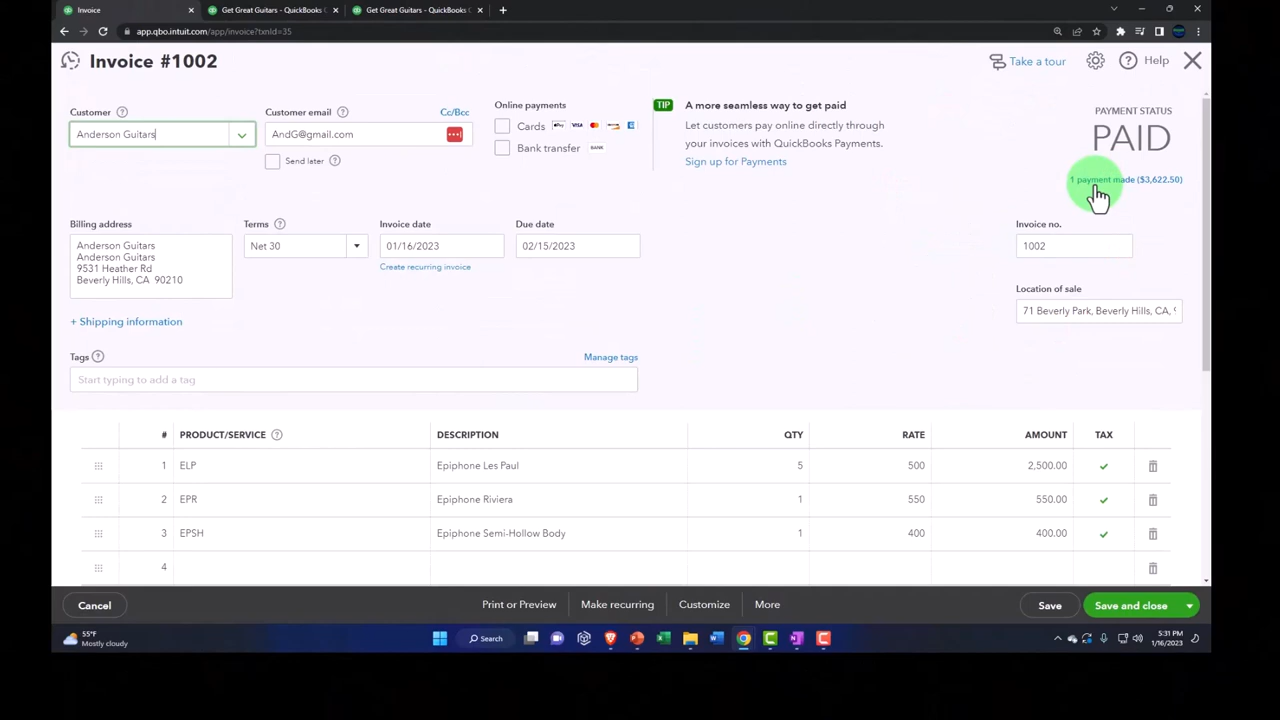 Invoice
Get Great Guitars - QuickBooks
Get Great Guitars - QuickBooks
app.qbo.intuit.com/app/invoice?txnId=35
Invoice #1002
Take a tour
Help
Customer
Customer email
Cc/Bcc
Online payments
TIP
A more seamless way to get paid
PAYMENT STATUS
Anderson Guitars
AndG@gmail.com
Cards
VISA
Let customers pay online directly through
your invoices with QuickBooks Payments.
PAID
Bank transfer
BANK
Send later
Sign up for Payments
1 payment made ($3,622.50)
Billing address
Terms
Invoice date
Due date
Invoice no.
Anderson Guitars
Anderson Guitars
9531 Heather Rd
Beverly Hills, CA 90210
Net 30
01/16/2023
02/15/2023
1002
Create recurring invoice
Location of sale
71 Beverly Park, Beverly Hills, CA,
+ Shipping information
Tags
Manage tags
Start typing to add a tag
# PRODUCT/SERVICE DESCRIPTION QTY RATE AMOUNT TAX
1 ELP Epiphone Les Paul 5 500 2,500.00
2 EPR Epiphone Riviera 1 550 550.00
3 EPSH Epiphone Semi-Hollow Body 1 400 400.00
4
Cancel
Print or Preview
Make recurring
Customize
More
Save
Save and close
55°F
Mostly cloudy
Search
5:31 PM
1/16/2023